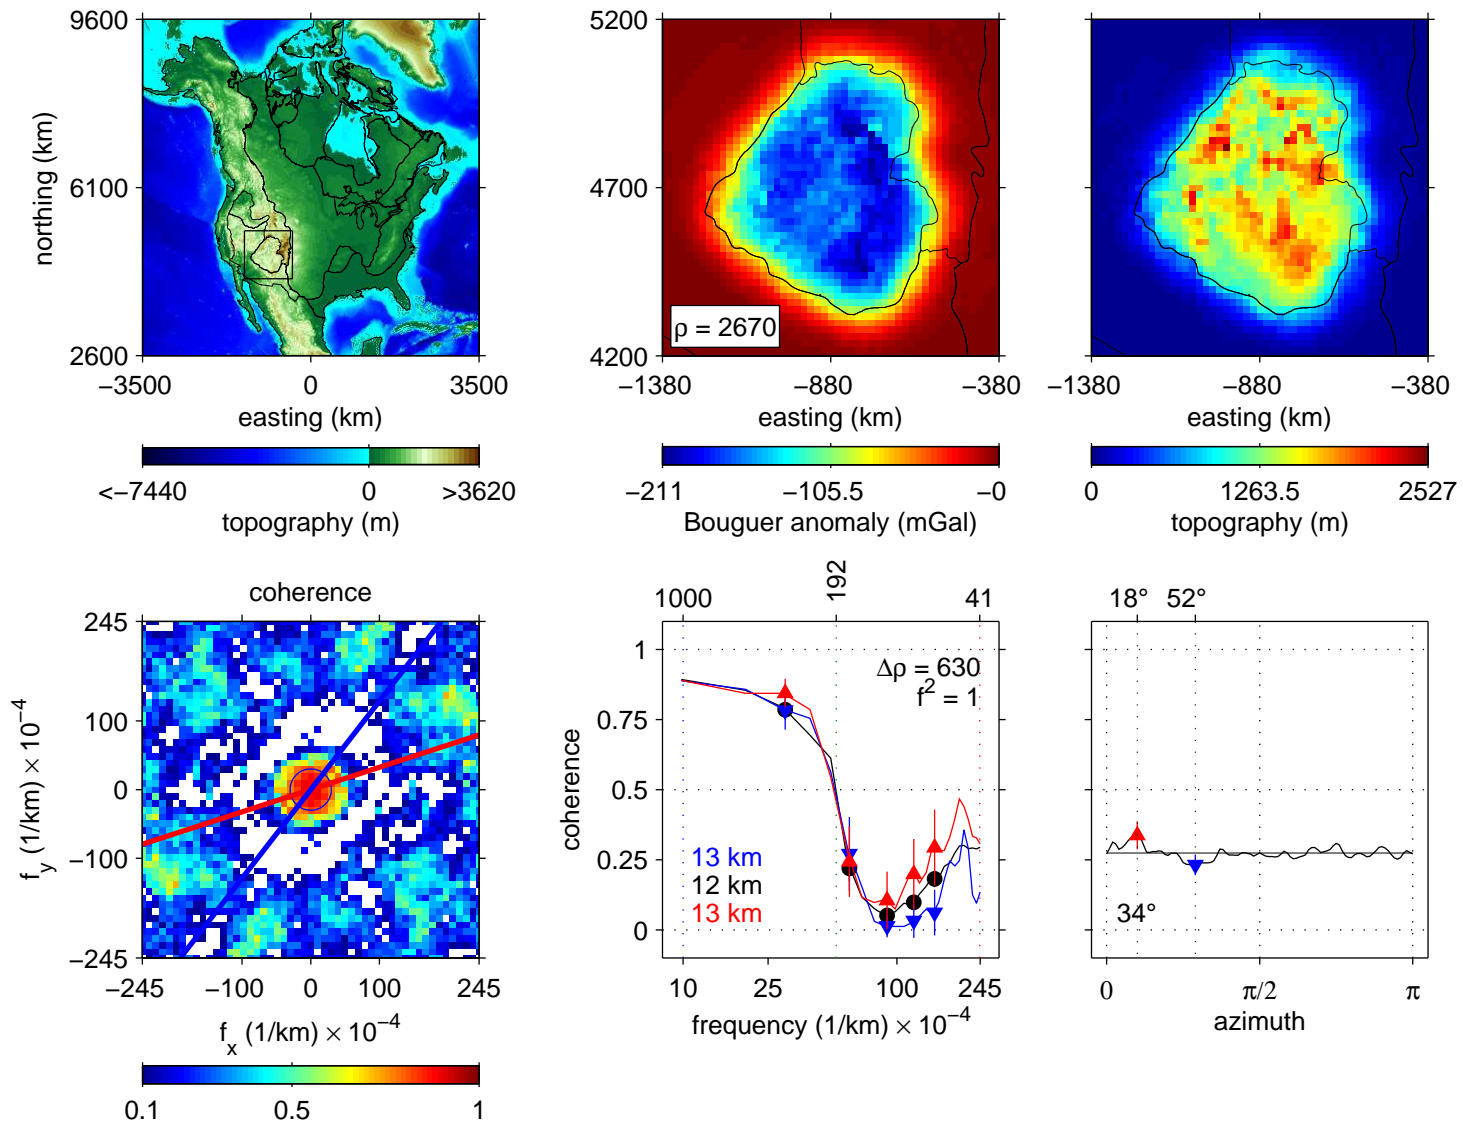 9600
6100
2600
northing (km)
−3500 0 3500
easting (km)
<−7440 0 >3620
topography (m)
5200
4700
4200
ρ = 2670
−1380 −880 −380
easting (km)
−211 −105.5 −0
Bouguer anomaly (mGal)
−1380 −880 −380
easting (km)
0 1263.5 2527
topography (m)
coherence
245
100
0
−100
−245
f_y (1/km) × 10^−4
−245 −100 0 100 245
f_x (1/km) × 10^−4
0.1 0.5 1
1000 192 41
1
0.75
0.5
0.25
0
coherence
Δρ = 630
f^2 = 1
13 km
12 km
13 km
10 25 100 245
frequency (1/km) × 10^−4
18° 52°
34°
0 π/2 π
azimuth